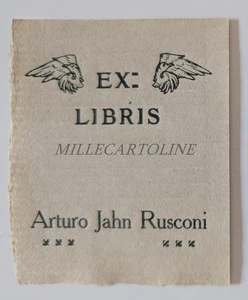 EX:
LIBRIS
MILLECARTOLINE
Arturo Jahn Rusconi